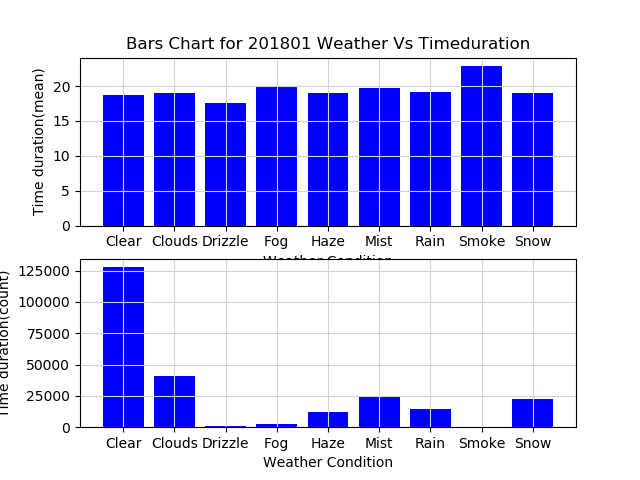 Bars Chart for 201801 Weather Vs Timeduration
Time duration(mean)
20
15
10
5
0
Clear Clouds Drizzle Fog Haze Mist Rain Smoke Snow
Weather Condition
Time duration(count)
125000
100000
75000
50000
25000
0
Clear Clouds Drizzle Fog Haze Mist Rain Smoke Snow
Weather Condition